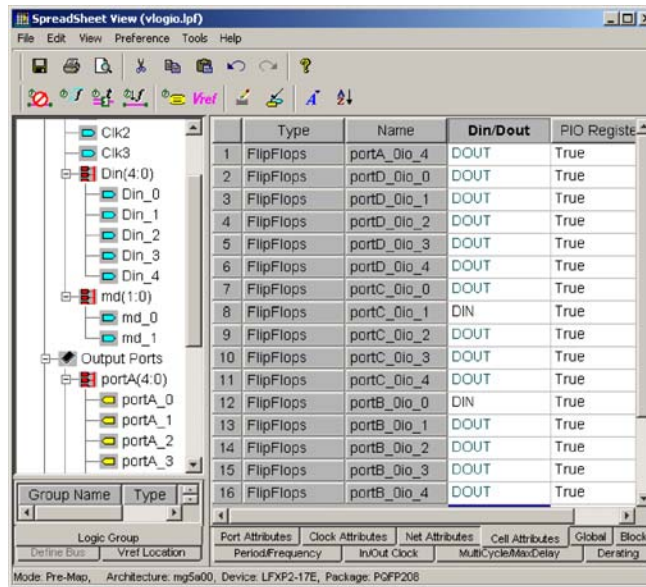 SpreadSheet View (vlogio.lpf)
File Edit View Preference Tools Help
Vref
Clk2
Clk3
Din(4:0)
Din_0
Din_1
Din_2
Din_3
Din_4
md(1:0)
md_0
md_1
Output Ports
portA(4:0)
portA_0
portA_1
portA_2
portA_3
Group Name Type
Logic Group
Define Bus Vref Location
Type Name Din/Dout PIO Registe
1 FlipFlops portA_0io_4 DOUT True
2 FlipFlops portD_0io_0 DOUT True
3 FlipFlops portD_0io_1 DOUT True
4 FlipFlops portD_0io_2 DOUT True
5 FlipFlops portD_0io_3 DOUT True
6 FlipFlops portD_0io_4 DOUT True
7 FlipFlops portC_0io_0 DOUT True
8 FlipFlops portC_0io_1 DIN True
9 FlipFlops portC_0io_2 DOUT True
10 FlipFlops portC_0io_3 DOUT True
11 FlipFlops portC_0io_4 DOUT True
12 FlipFlops portB_0io_0 DIN True
13 FlipFlops portB_0io_1 DOUT True
14 FlipFlops portB_0io_2 DOUT True
15 FlipFlops portB_0io_3 DOUT True
16 FlipFlops portB_0io_4 DOUT True
Port Attributes Clock Attributes Net Attributes Cell Attributes Global Block
Period/Frequency In/Out Clock MultiCycle/MaxDelay Derating
Mode: Pre-Map, Architecture: mg5a00, Device: LFXP2-17E, Package: PQFP208